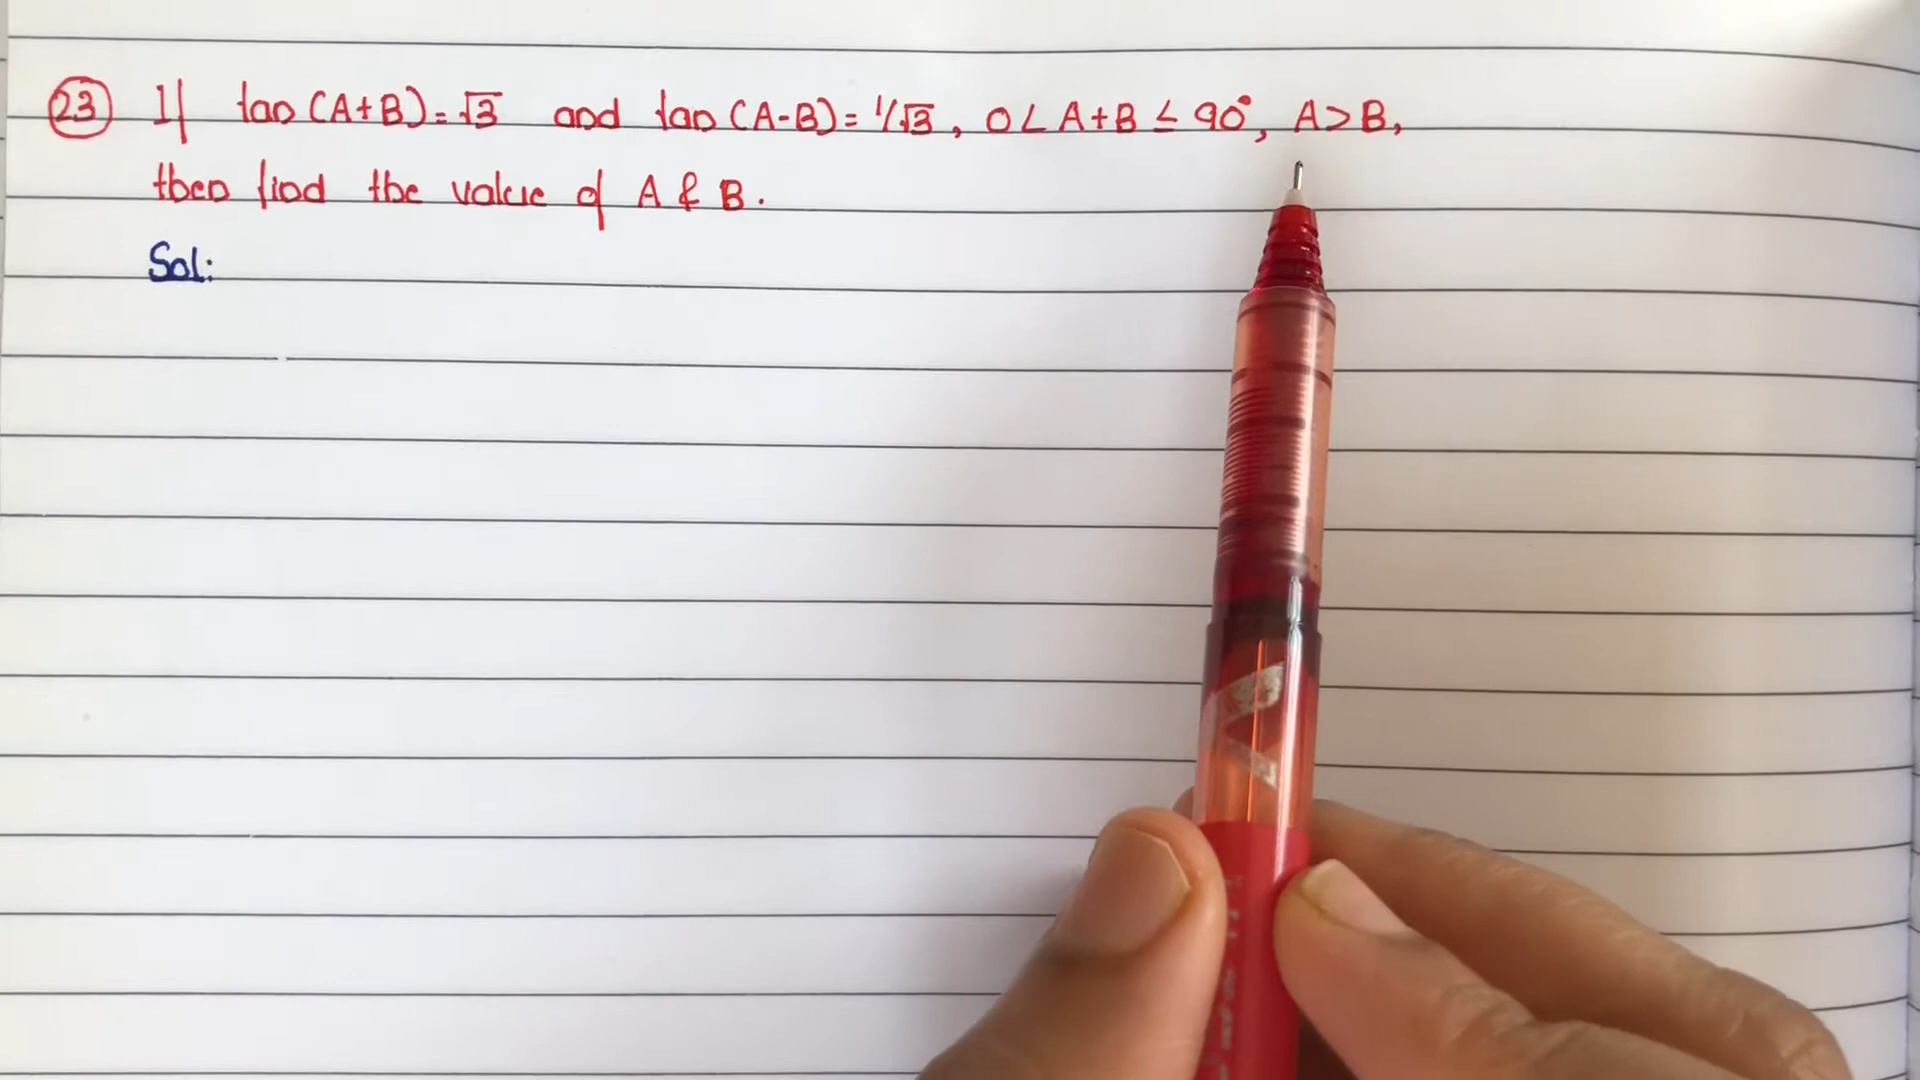 23 If tan (A+B) = √3 and tan (A-B) = 1/√3, 0 < A+B ≤ 90°, A>B,
then find the value of A & B.
Sol: